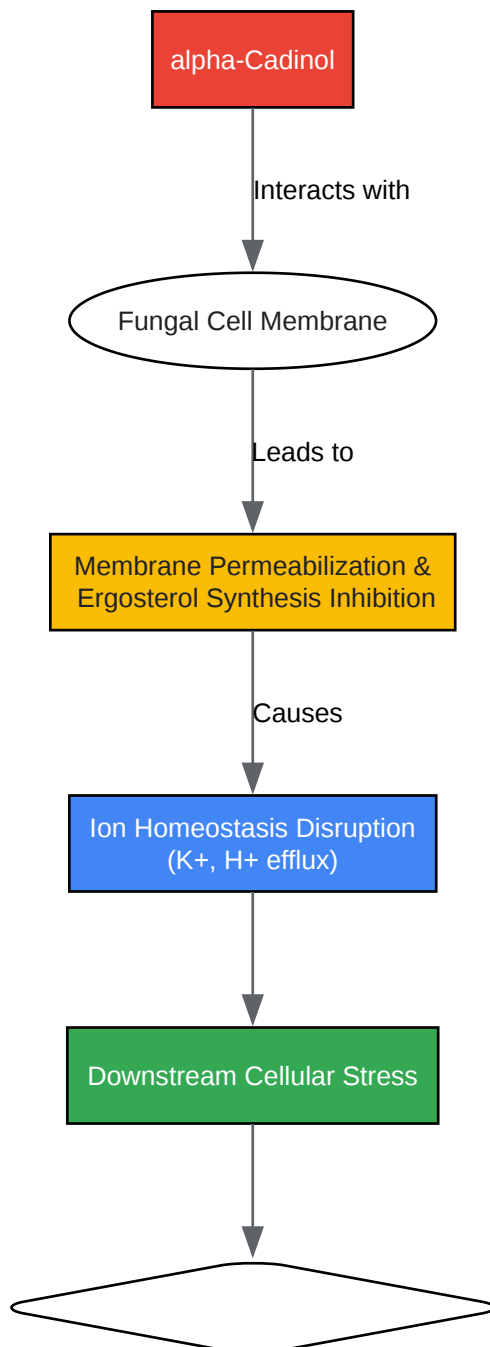 alpha-Cadinol
Interacts with
Fungal Cell Membrane
Leads to
Membrane Permeabilization &
Ergosterol Synthesis Inhibition
Causes
Ion Homeostasis Disruption
(K+, H+ efflux)
Downstream Cellular Stress